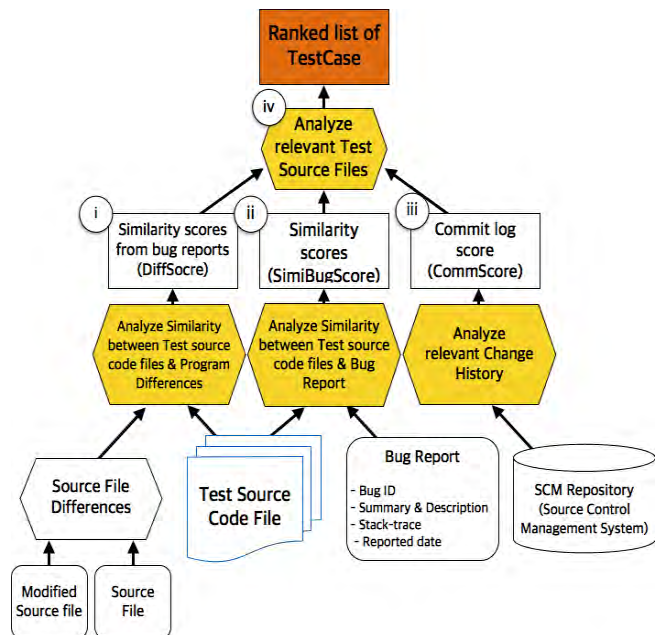 Ranked list of
TestCase
iv
Analyze
relevant Test
Source Files
i
Similarity scores
from bug reports
(DiffSocre)
ii
Similarity
scores
(SimiBugScore)
iii
Commit log
score
(CommScore)
Analyze Similarity
between Test source
code files & Program
Differences
Analyze Similarity
between Test source
code files & Bug
Report
Analyze
relevant Change
History
Source File
Differences
Test Source
Code File
Bug Report
- Bug ID
- Summary & Description
- Stack-trace
- Reported date
SCM Repository
(Source Control
Management System)
Modified
Source file
Source
File